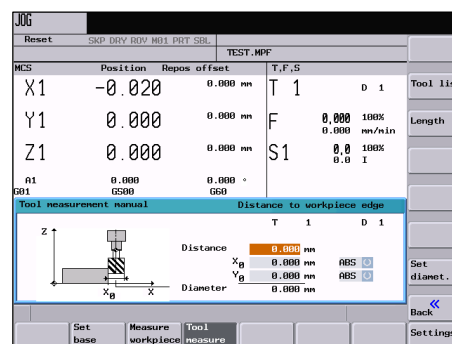 JOG
Reset SKP DRY ROV M01 PRT SBL
TEST.MPF
MCS Position Repos offset T,F,S
X1 -0.020 0.000 mm T 1 D 1
Y1 0.000 0.000 mm F 0,000 100%
0.000 mm/min
Z1 0.000 0.000 mm S1 0,0 100%
0.0 I
A1 0.000 0.000 °
G01 G500 G60
Tool measurement manual Distance to workpiece edge
T 1 D 1
Z
Distance 0.000 mm
X0 0.000 mm ABS
Y0 0.000 mm ABS
Diameter 0.000 mm
X0 X
Tool lis
Length
Set
diamet.
«
Back
Settings
Set
base
Measure
workpiece
Tool
measure